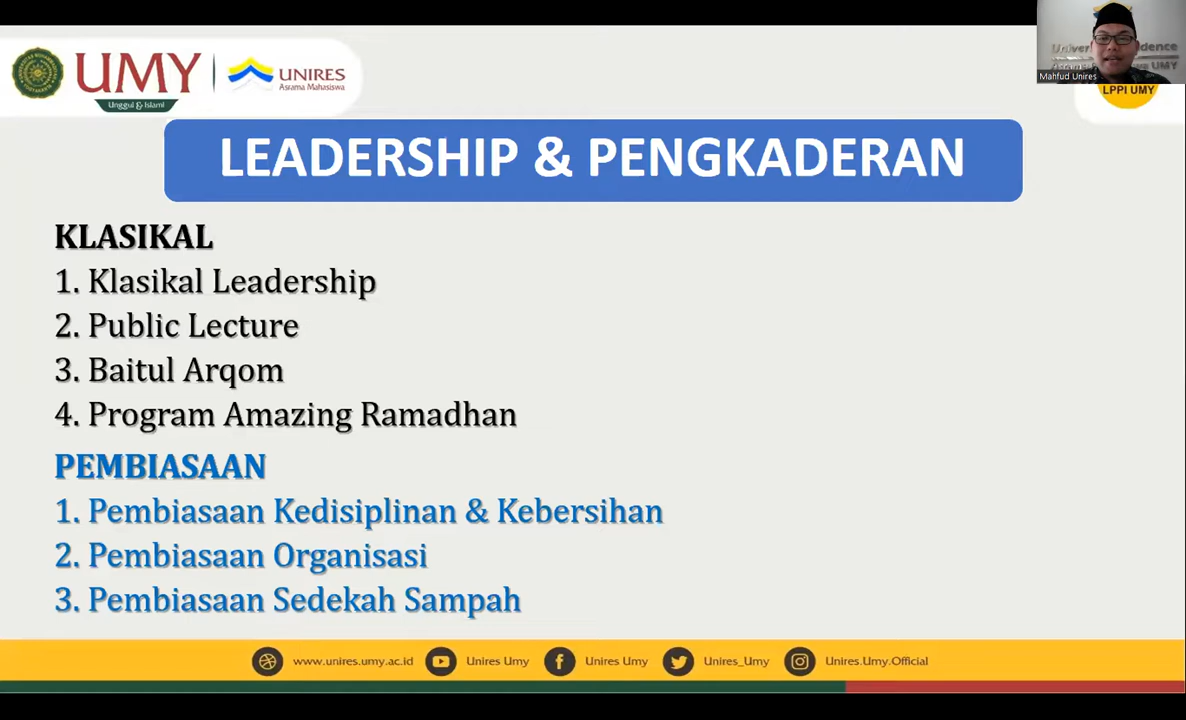 UMY
Unggul & Islami
UNIRES
Asrama Mahasiswa
Mahfud Unires
LPPI UMY
LEADERSHIP & PENGKADERAN
KLASIKAL
1. Klasikal Leadership
2. Public Lecture
3. Baitul Arqom
4. Program Amazing Ramadhan
PEMBIASAAN
1. Pembiasaan Kedisiplinan & Kebersihan
2. Pembiasaan Organisasi
3. Pembiasaan Sedekah Sampah
www.unires.umy.ac.id Unires Umy Unires Umy Unires_Umy Unires.Umy.Official